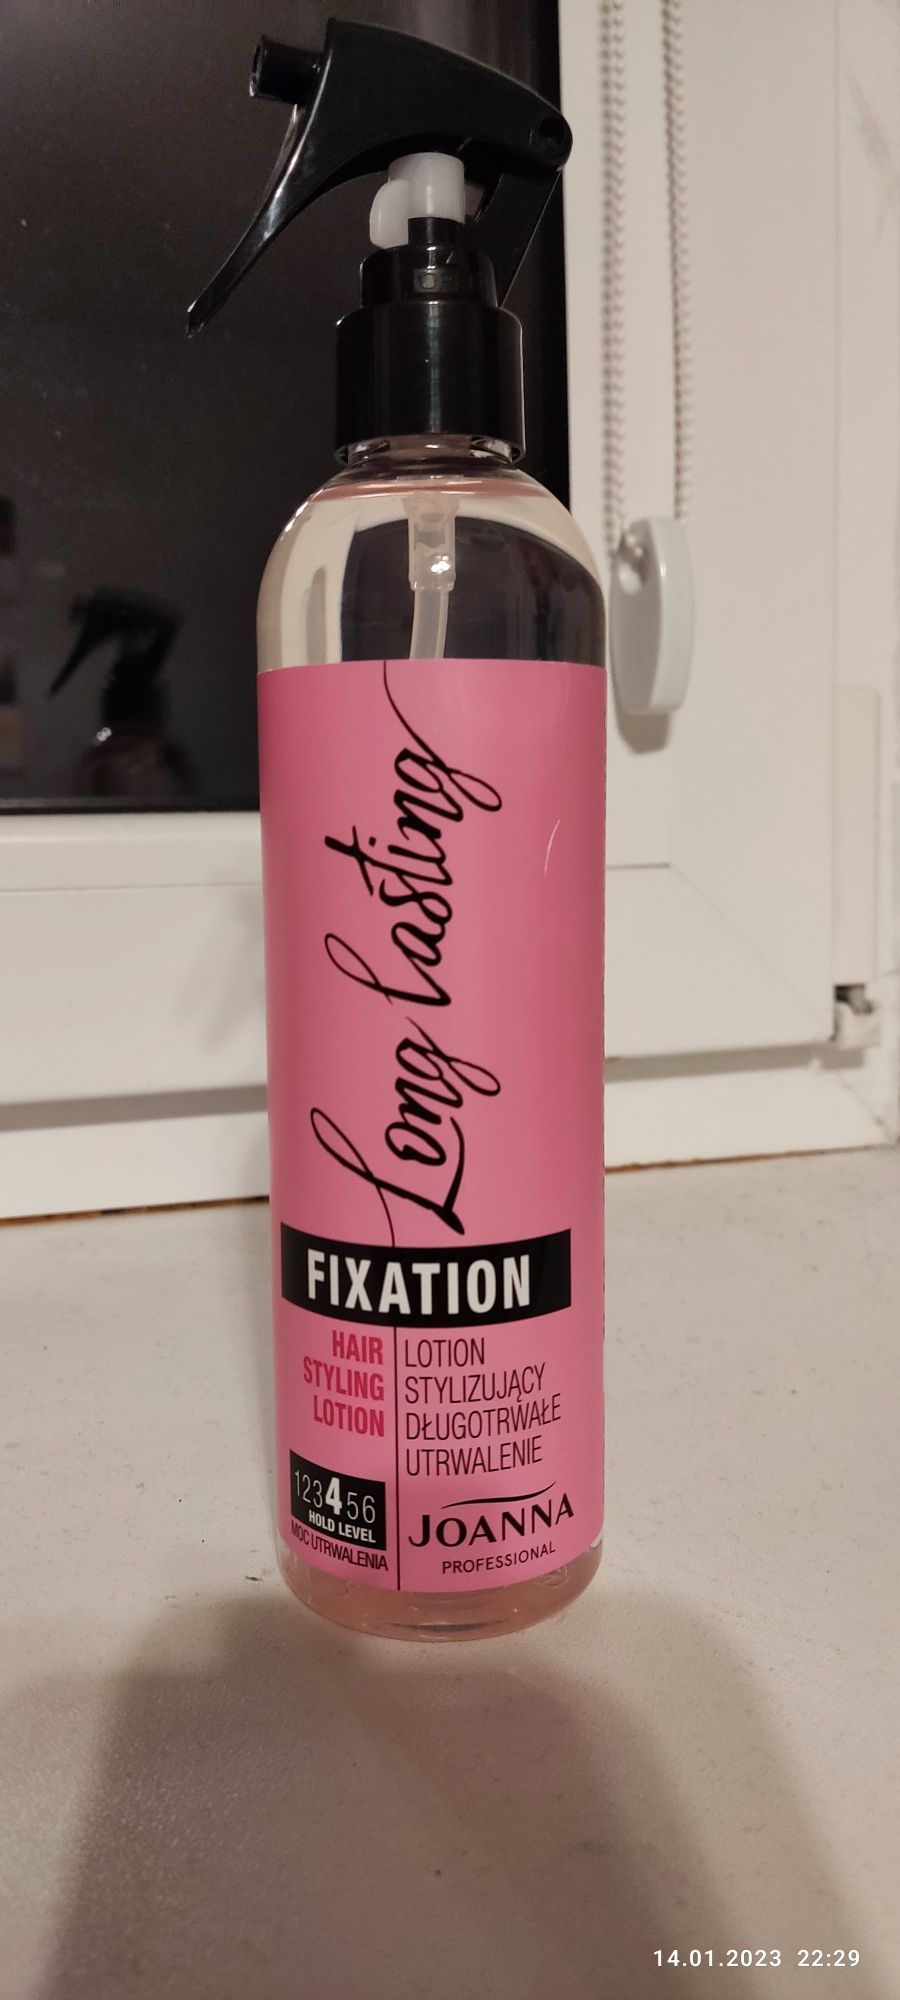 OPEN
Long lasting
FIXATION
HAIR
STYLING
LOTION
LOTION
STYLIZUJĄCY
DŁUGOTRWAŁE
UTRWALENIE
123456
HOLD LEVEL
MOC UTRWALENIA
JOANNA
PROFESSIONAL
14.01.2023 22:29